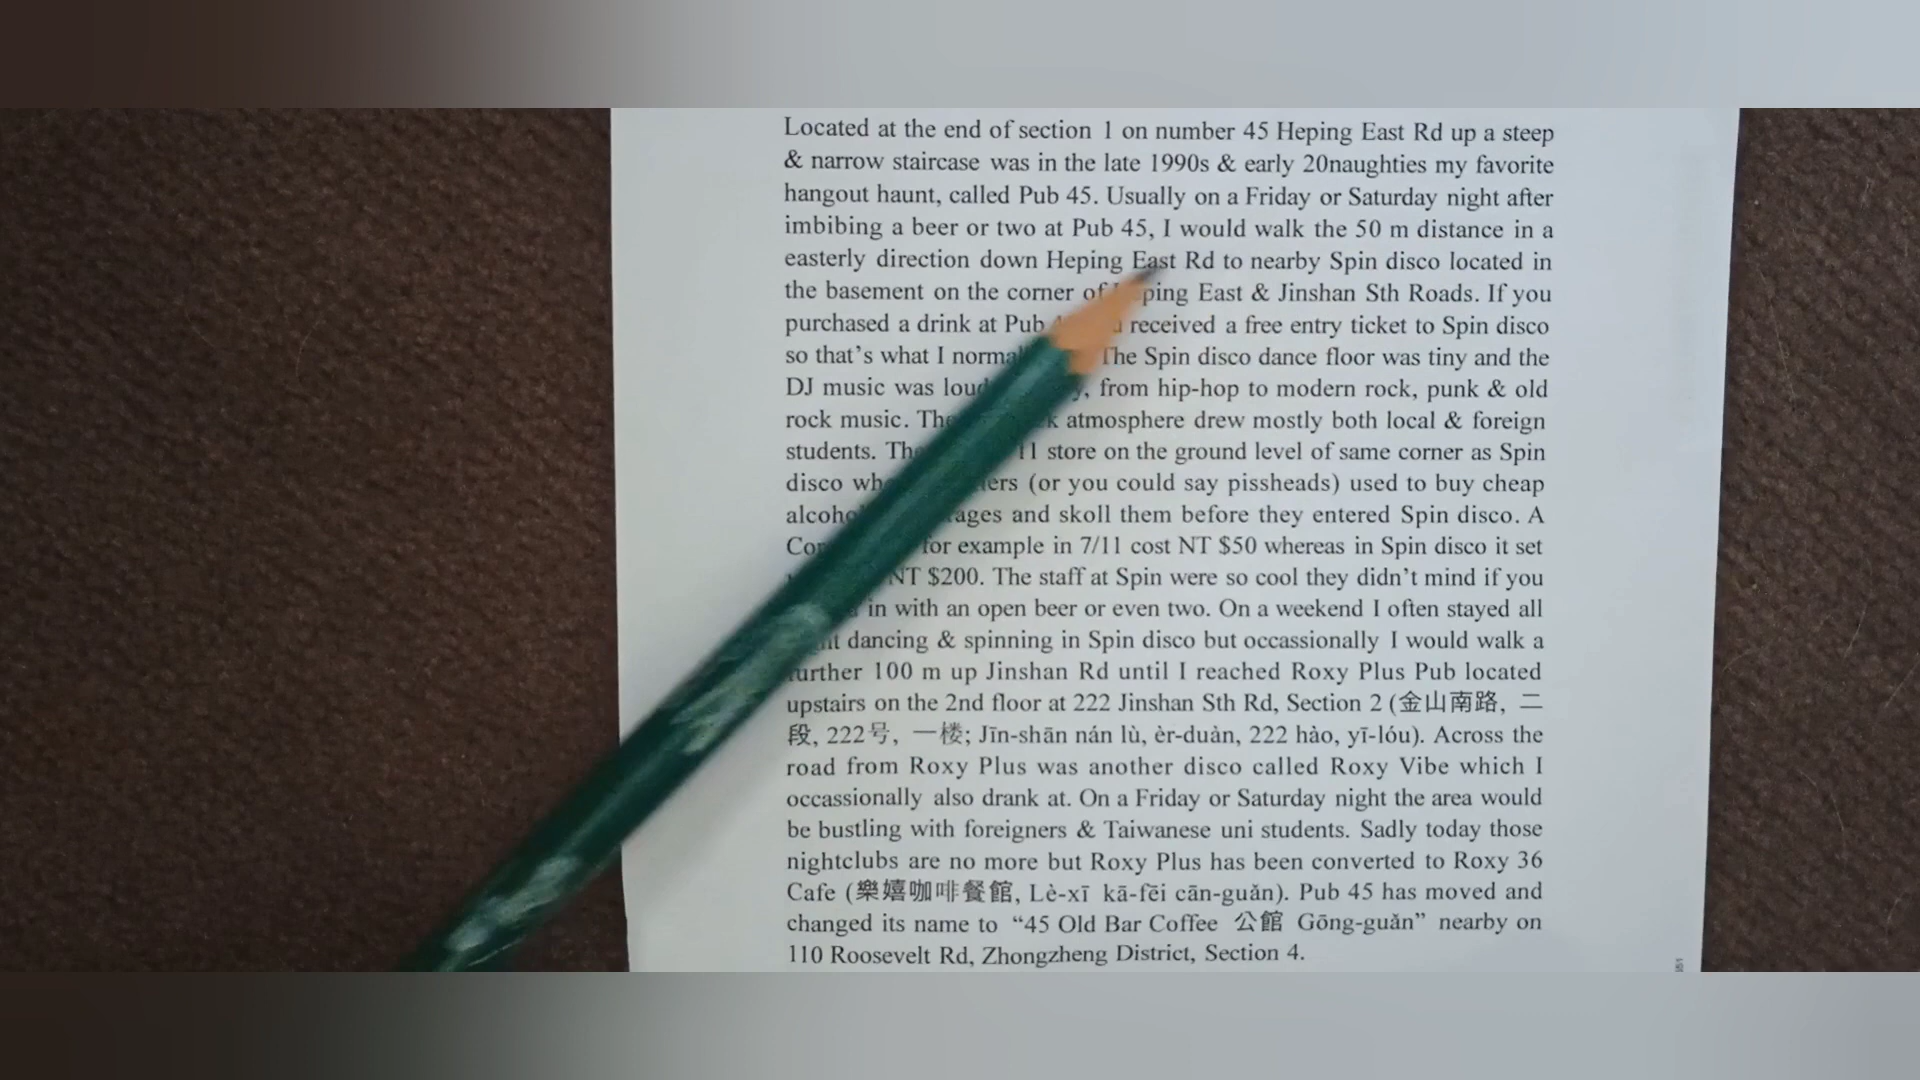 Located at the end of section 1 on number 45 Heping East Rd up a steep
& narrow staircase was in the late 1990s & early 20naughties my favorite
hangout haunt, called Pub 45. Usually on a Friday or Saturday night after
imbibing a beer or two at Pub 45, I would walk the 50 m distance in a
easterly direction down Heping East Rd to nearby Spin disco located in
the basement on the corner of East & Jinshan Sth Roads. If you
purchased a drink at Pub received a free entry ticket to Spin disco
so that's what I The Spin disco dance floor was tiny and the
DJ music was from hip-hop to modern rock, punk & old
rock music. atmosphere drew mostly both local & foreign
students. 11 store on the ground level of same corner as Spin
disco (or you could say pissheads) used to buy cheap
and skoll them before they entered Spin disco. A
for example in 7/11 cost NT $50 whereas in Spin disco it set
NT $200. The staff at Spin were so cool they didn't mind if you
in with an open beer or even two. On a weekend I often stayed all
dancing & spinning in Spin disco but occassionally I would walk a
further 100 m up Jinshan Rd until I reached Roxy Plus Pub located
upstairs on the 2nd floor at 222 Jinshan Sth Rd, Section 2 (金山南路, 二
段, 222号, 一楼; Jīn-shān nán lù, èr-duàn, 222 hào, yī-lóu). Across the
road from Roxy Plus was another disco called Roxy Vibe which I
occassionally also drank at. On a Friday or Saturday night the area would
be bustling with foreigners & Taiwanese uni students. Sadly today those
nightclubs are no more but Roxy Plus has been converted to Roxy 36
Cafe (樂嬉咖啡餐館, Lè-xī kā-fēi cān-guǎn). Pub 45 has moved and
changed its name to “45 Old Bar Coffee 公館 Gōng-guǎn” nearby on
110 Roosevelt Rd, Zhongzheng District, Section 4.